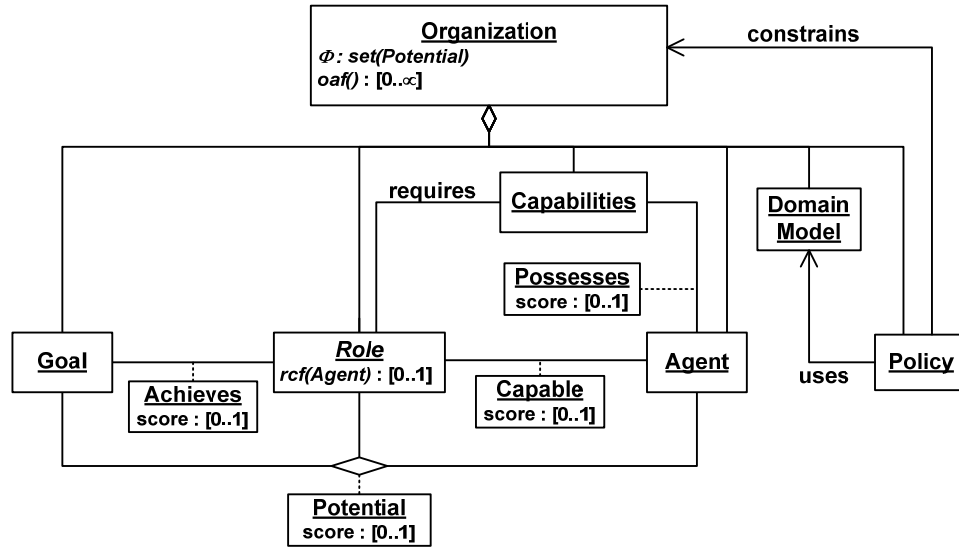 Organization
Φ: set(Potential)
oaf() : [0..∝]
constrains
requires
Capabilities
Domain
Model
Possesses
score : [0..1]
Goal
Role
rcf(Agent) : [0..1]
Agent
Policy
uses
Achieves
score : [0..1]
Capable
score : [0..1]
Potential
score : [0..1]